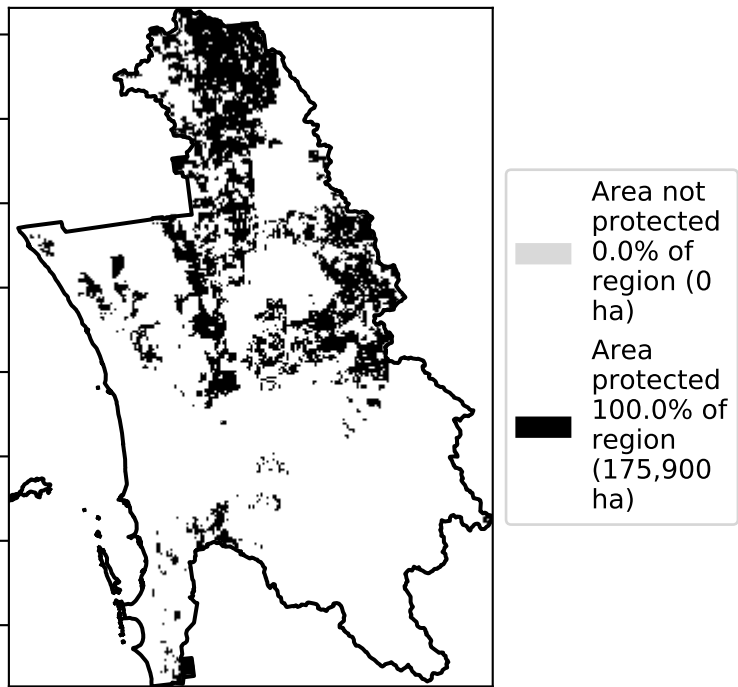 Area not
protected
0.0% of
region (0
ha)
Area
protected
100.0% of
region
(175,900
ha)